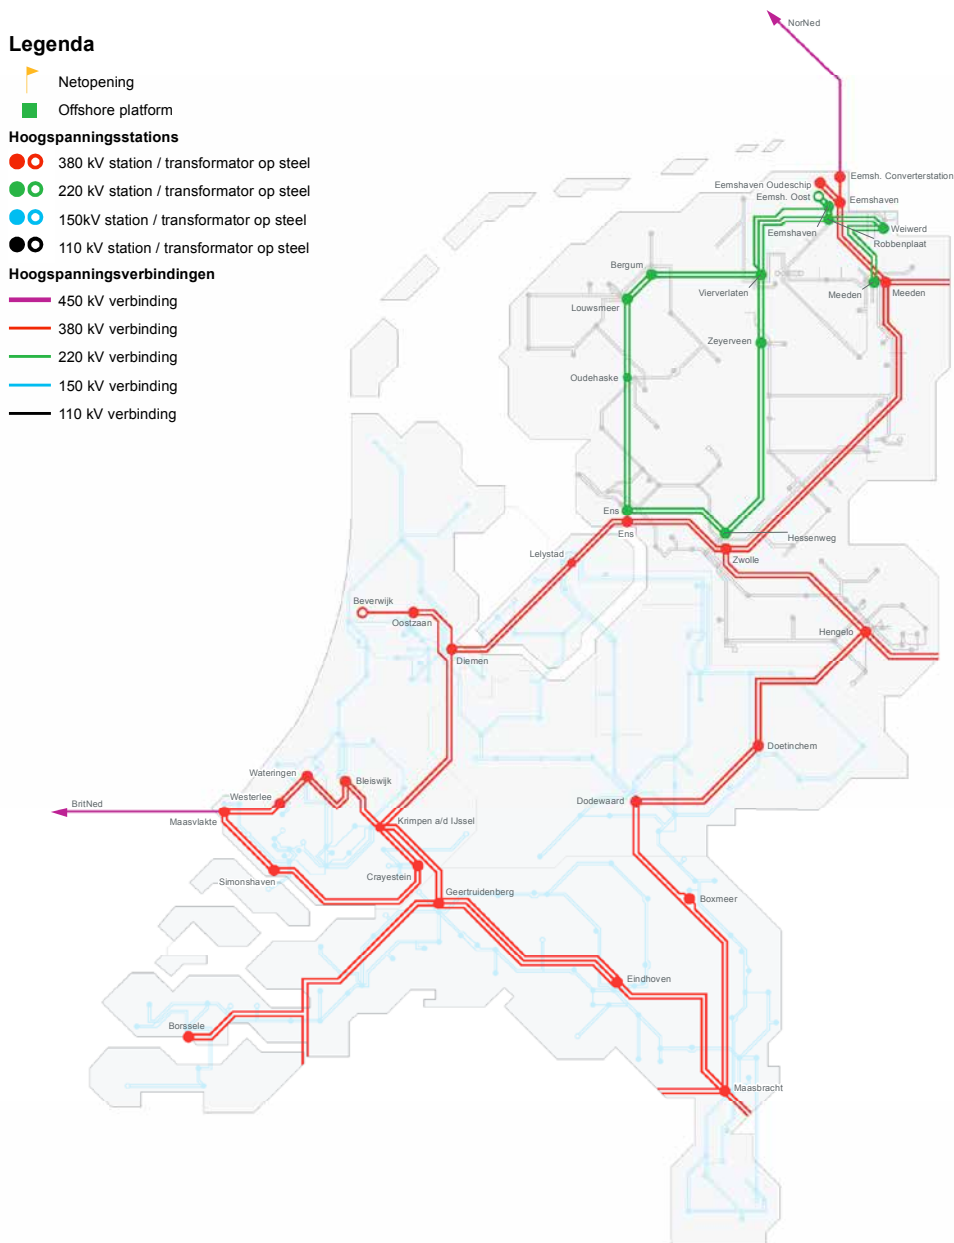 Legenda
Netopening
Offshore platform
Hoogspanningsstations
380 kV station / transformator op steel
220 kV station / transformator op steel
150kV station / transformator op steel
110 kV station / transformator op steel
Hoogspanningsverbindingen
450 kV verbinding
380 kV verbinding
220 kV verbinding
150 kV verbinding
110 kV verbinding
NorNed
Eemsh. Converterstation
Eemshaven Oudeschip
Eemsh. Oost
Eemshaven
Eemshaven
Weiwerd
Robbenplaat
Bergum
Vierverlaten
Meeden
Meeden
Louwsmeer
Zeyerveen
Oudehaske
Ens
Ens
Hessenweg
Lelystad
Zwolle
Beverwijk
Oostzaan
Hengelo
Diemen
Doetinchem
Wateringen
Bleiswijk
Westerlee
BritNed
Dodewaard
Maasvlakte
Krimpen a/d IJssel
Simonshaven
Crayestein
Geertruidenberg
Boxmeer
Eindhoven
Borssele
Maasbracht